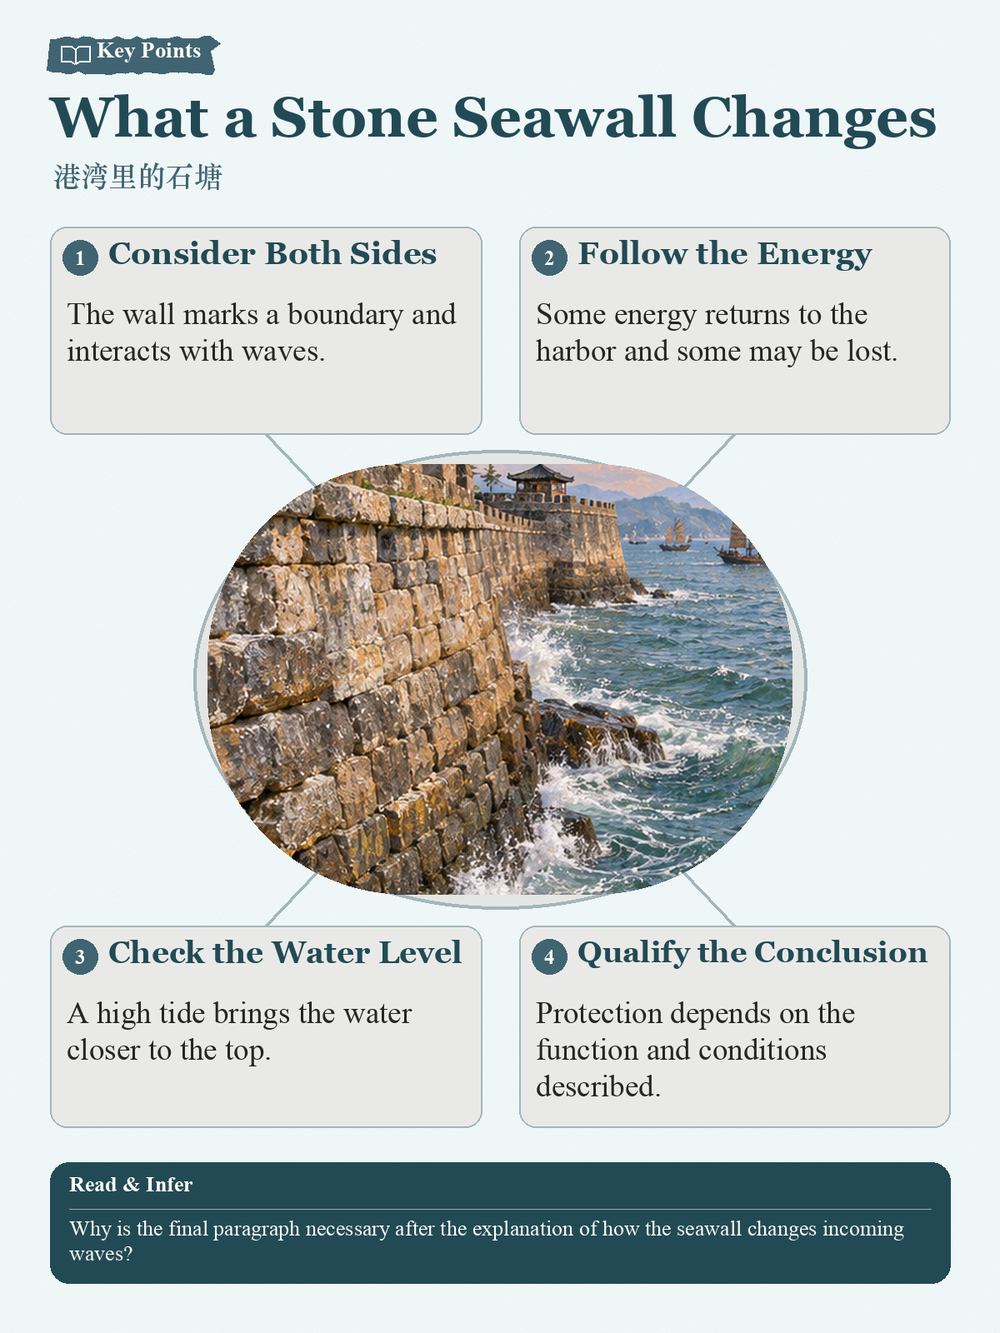 Key Points
What a Stone Seawall Changes
港湾里的石塘
1 Consider Both Sides
The wall marks a boundary and
interacts with waves.
2 Follow the Energy
Some energy returns to the
harbor and some may be lost.
3 Check the Water Level
A high tide brings the water
closer to the top.
4 Qualify the Conclusion
Protection depends on the
function and conditions
described.
Read & Infer
Why is the final paragraph necessary after the explanation of how the seawall changes incoming
waves?